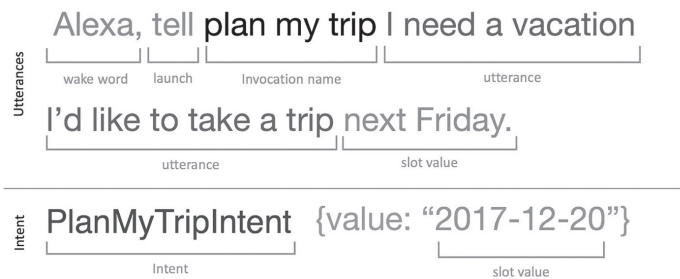 Alexa, tell plan my trip I need a vacation
wake word launch Invocation name utterance
Utterances
I'd like to take a trip next Friday.
utterance slot value
Intent
PlanMyTripIntent {value: “2017-12-20”}
Intent slot value